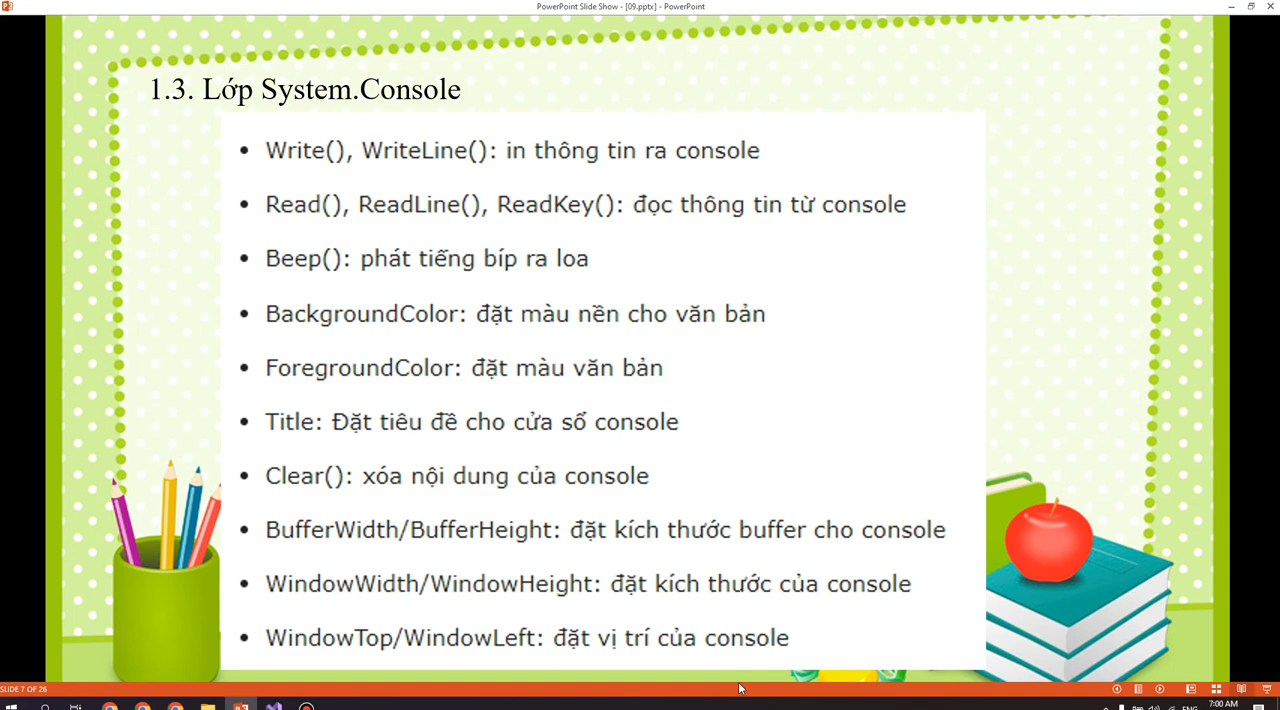 PowerPoint Slide Show - [09.pptx] - PowerPoint
1.3. Lớp System.Console
• Write(), WriteLine(): in thông tin ra console
• Read(), ReadLine(), ReadKey(): đọc thông tin từ console
• Beep(): phát tiếng bíp ra loa
• BackgroundColor: đặt màu nền cho văn bản
• ForegroundColor: đặt màu văn bản
• Title: Đặt tiêu đề cho cửa sổ console
• Clear(): xóa nội dung của console
• BufferWidth/BufferHeight: đặt kích thước buffer cho console
• WindowWidth/WindowHeight: đặt kích thước của console
• WindowTop/WindowLeft: đặt vị trí của console
SLIDE 7 OF 26
ENG
7:00 AM